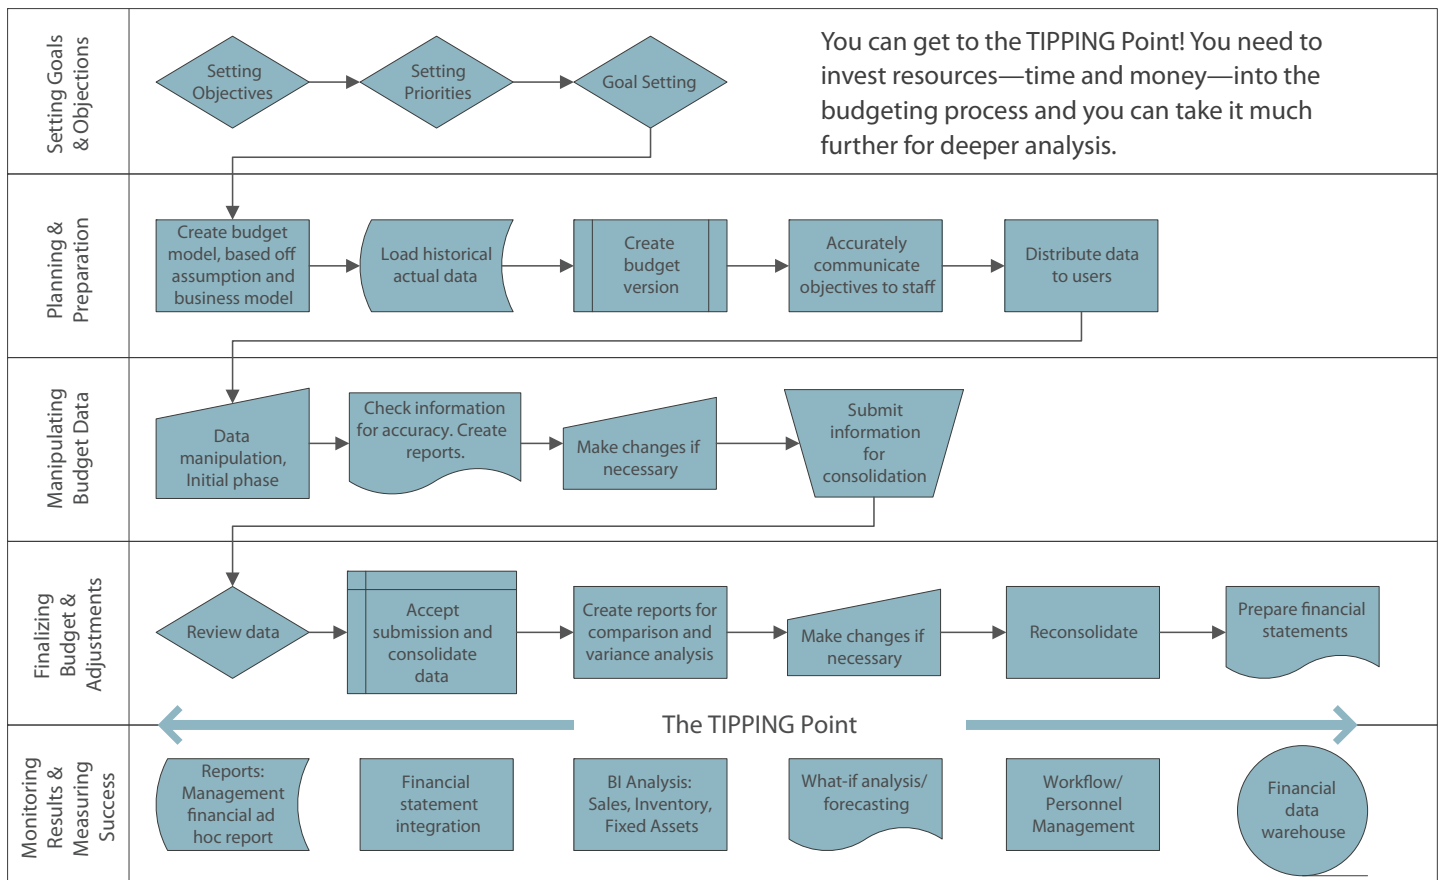 Setting Goals
& Objections
Setting
Objectives
Setting
Priorities
Goal Setting
You can get to the TIPPING Point! You need to
invest resources—time and money—into the
budgeting process and you can take it much
further for deeper analysis.
Planning &
Preparation
Create budget
model, based off
assumption and
business model
Load historical
actual data
Create
budget
version
Accurately
communicate
objectives to staff
Distribute data
to users
Manipulating
Budget Data
Data
manipulation,
Initial phase
Check information
for accuracy. Create
reports.
Make changes if
necessary
Submit
information
for
consolidation
Finalizing
Budget &
Adjustments
Review data
Accept
submission and
consolidate
data
Create reports for
comparison and
variance analysis
Make changes if
necessary
Reconsolidate
Prepare financial
statements
The TIPPING Point
Monitoring
Results &
Measuring
Success
Reports:
Management
financial ad
hoc report
Financial
statement
integration
BI Analysis:
Sales, Inventory,
Fixed Assets
What-if analysis/
forecasting
Workflow/
Personnel
Management
Financial
data
warehouse